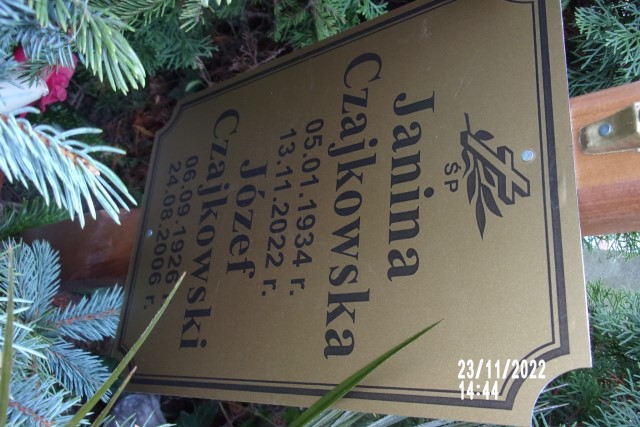 ŚP
Janina
Czajkowska
05.01.1934 r.
13.11.2022 r.
Józef
Czajkowski
06.09.1926 r.
24.08.2006 r.
23/11/2022
14:44